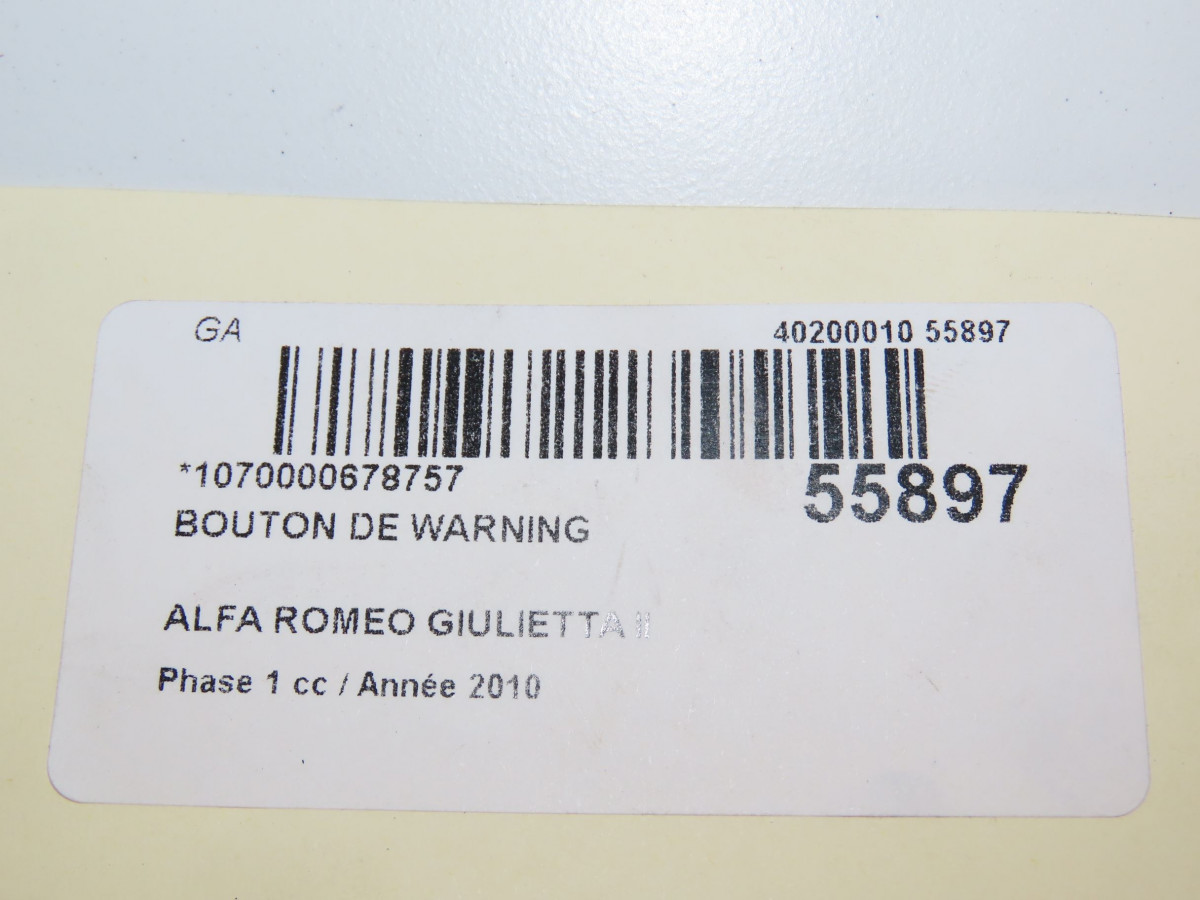 GA 40200010 55897
*1070000678757 55897
BOUTON DE WARNING
ALFA ROMEO GIULIETTA II
Phase 1 cc / Année 2010